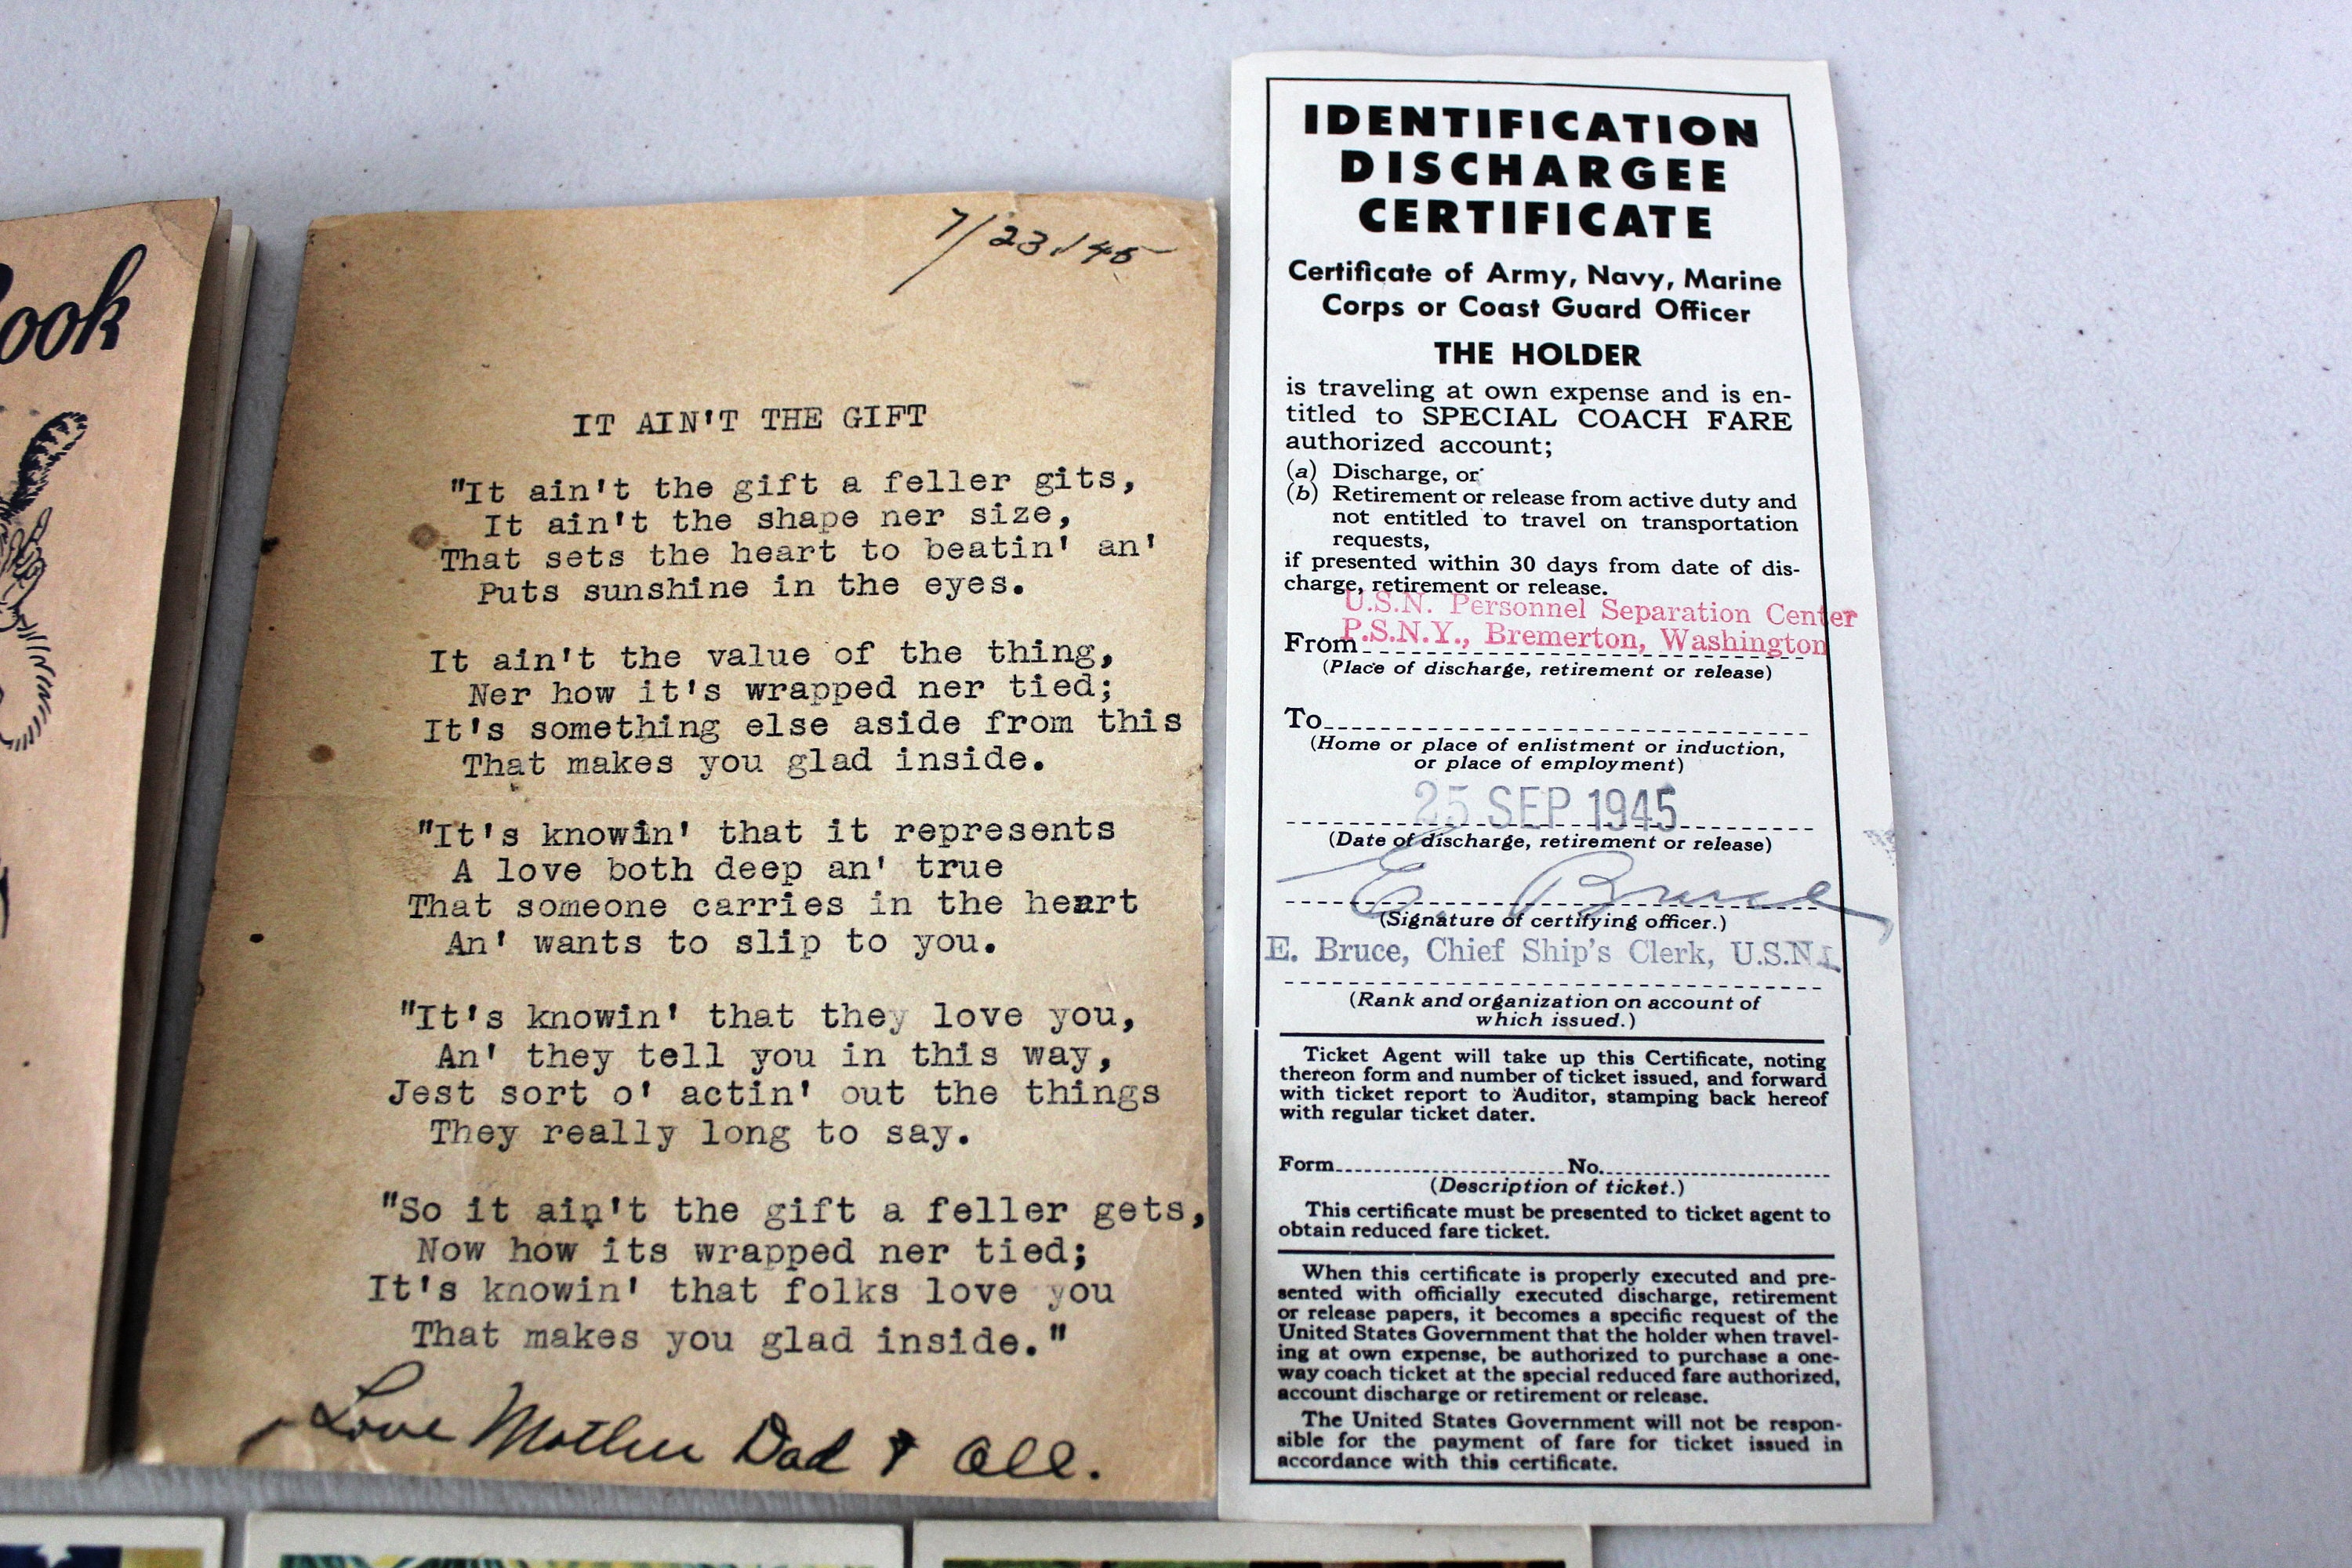 ook
7/23/45
IT AIN'T THE GIFT
"It ain't the gift a feller gits,
It ain't the shape ner size,
That sets the heart to beatin' an'
Puts sunshine in the eyes.
It ain't the value of the thing,
Ner how it's wrapped ner tied;
It's something else aside from this
That makes you glad inside.
"It's knowin' that it represents
A love both deep an' true
That someone carries in the heart
An' wants to slip to you.
"It's knowin' that they love you,
An' they tell you in this way,
Jest sort o' actin' out the things
They really long to say.
"So it ain't the gift a feller gets,
Now how its wrapped ner tied;
It's knowin' that folks love you
That makes you glad inside."
Love Mother Dad & All.
IDENTIFICATION
DISCHARGEE
CERTIFICATE
Certificate of Army, Navy, Marine
Corps or Coast Guard Officer
THE HOLDER
is traveling at own expense and is en-
titled to SPECIAL COACH FARE
authorized account;
(a) Discharge, or
(b) Retirement or release from active duty and
not entitled to travel on transportation
requests,
if presented within 30 days from date of dis-
charge, retirement or release.
U.S.N. Personnel Separation Center
From P.S.N.Y., Bremerton, Washington
(Place of discharge, retirement or release)
To
(Home or place of enlistment or induction,
or place of employment)
25 SEP 1945
(Date of discharge, retirement or release)
E. Bruce
(Signature of certifying officer.)
E. Bruce, Chief Ship's Clerk, U.S.N.
(Rank and organization on account of
which issued.)
Ticket Agent will take up this Certificate, noting
thereon form and number of ticket issued, and forward
with ticket report to Auditor, stamping back hereof
with regular ticket dater.
Form No.
(Description of ticket.)
This certificate must be presented to ticket agent to
obtain reduced fare ticket.
When this certificate is properly executed and pre-
sented with officially executed discharge, retirement
or release papers, it becomes a specific request of the
United States Government that the holder when travel-
ing at own expense, be authorized to purchase a one-
way coach ticket at the special reduced fare authorized,
account discharge or retirement or release.
The United States Government will not be respon-
sible for the payment of fare for ticket issued in
accordance with this certificate.